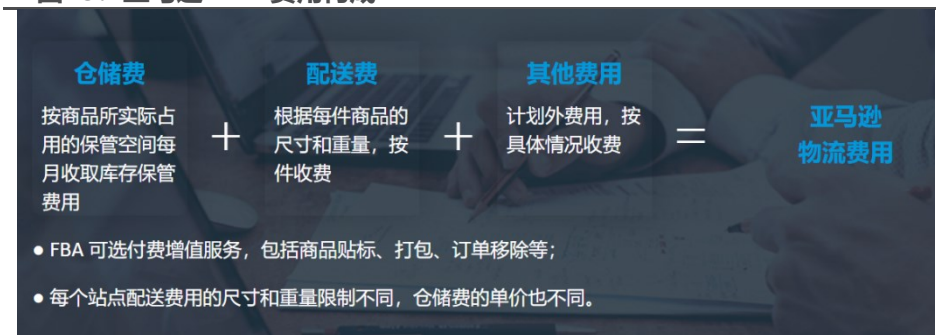 仓储费
按商品所实际占
用的保管空间每
月收取库存保管
费用
+
配送费
根据每件商品的
尺寸和重量，按
件收费
+
其他费用
计划外费用，按
具体情况收费
=
亚马逊
物流费用
● FBA 可选付费增值服务，包括商品贴标、打包、订单移除等；
● 每个站点配送费用的尺寸和重量限制不同，仓储费的单价也不同。